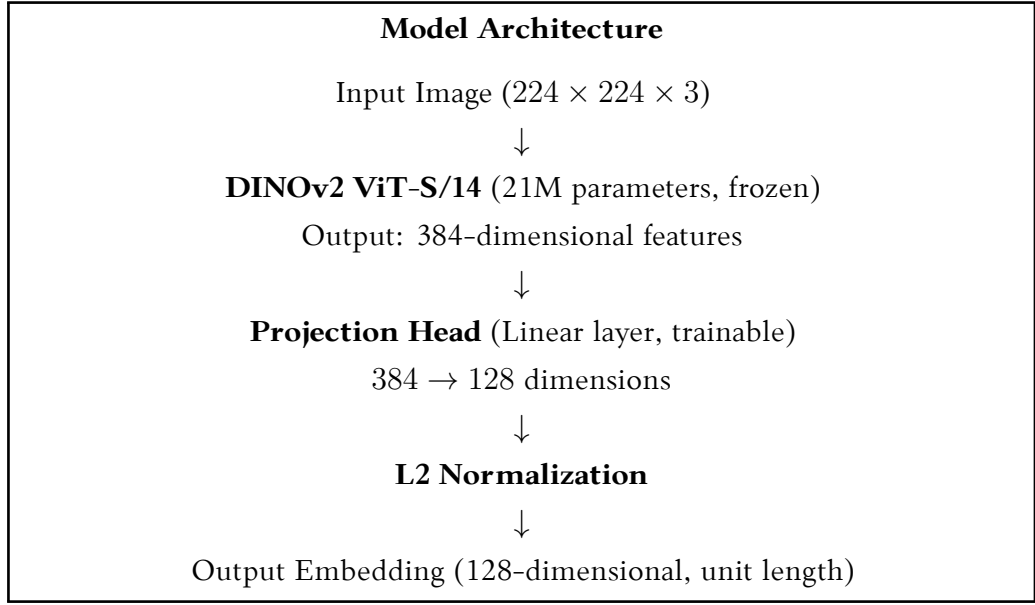 Model Architecture
Input Image (224 × 224 × 3)
↓
DINOv2 ViT-S/14 (21M parameters, frozen)
Output: 384-dimensional features
↓
Projection Head (Linear layer, trainable)
384 → 128 dimensions
↓
L2 Normalization
↓
Output Embedding (128-dimensional, unit length)